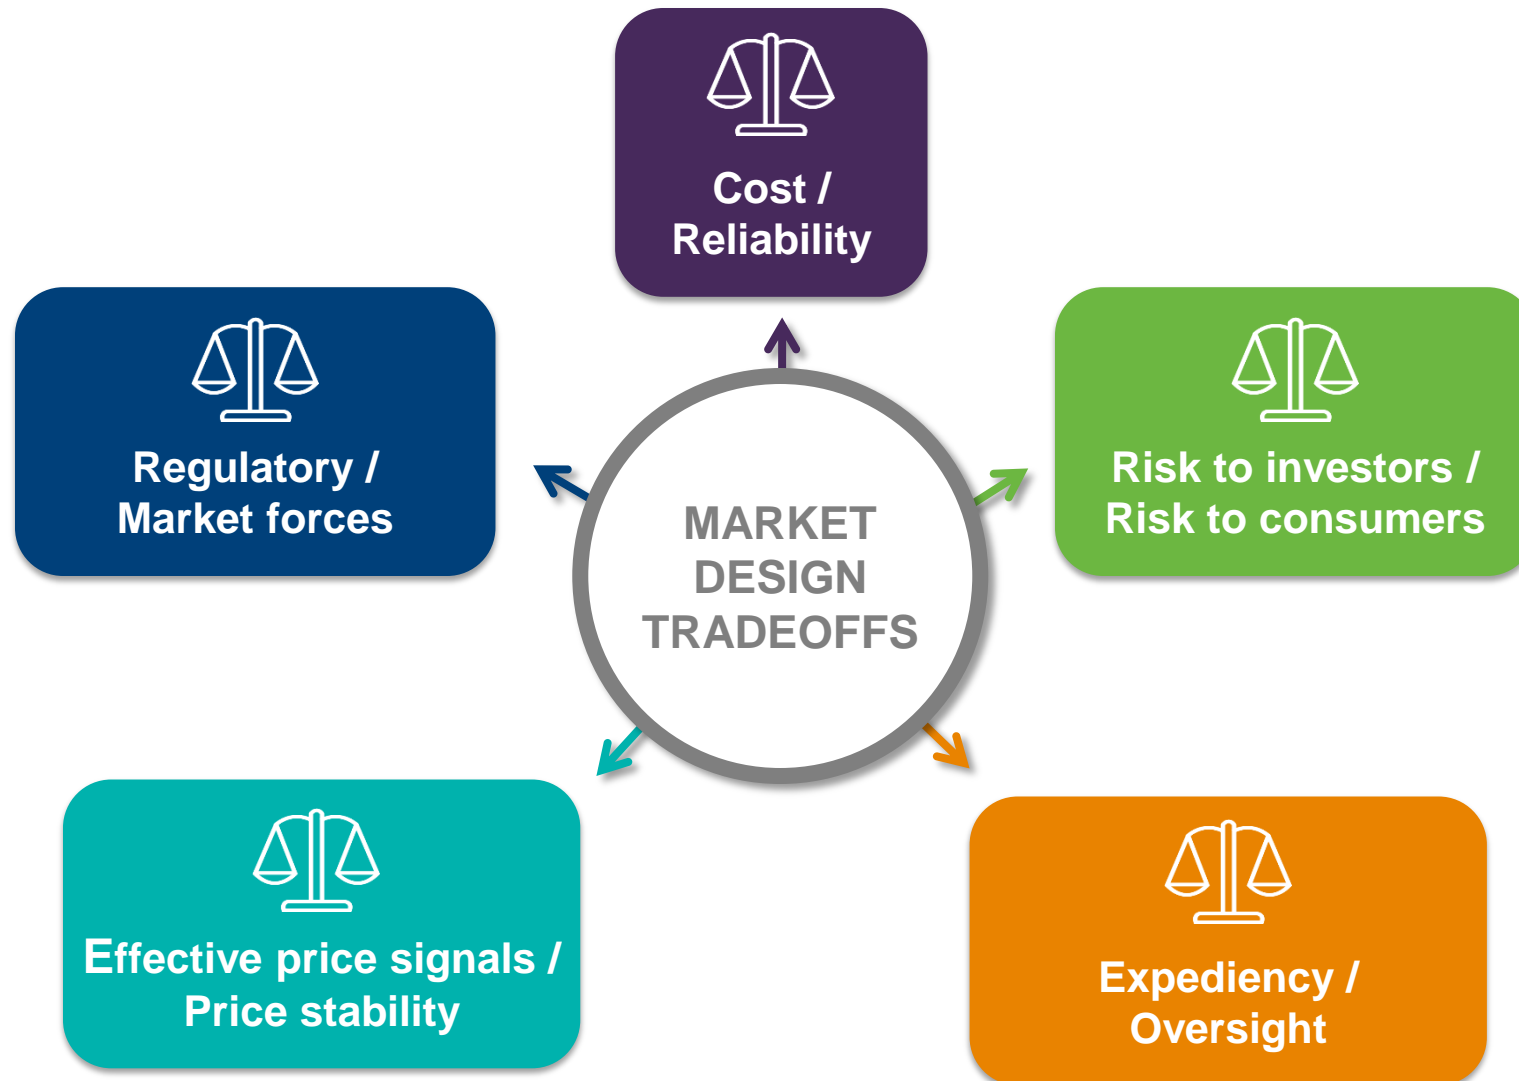 Cost /
Reliability
Regulatory /
Market forces
Risk to investors /
Risk to consumers
MARKET
DESIGN
TRADEOFFS
Effective price signals /
Price stability
Expediency /
Oversight